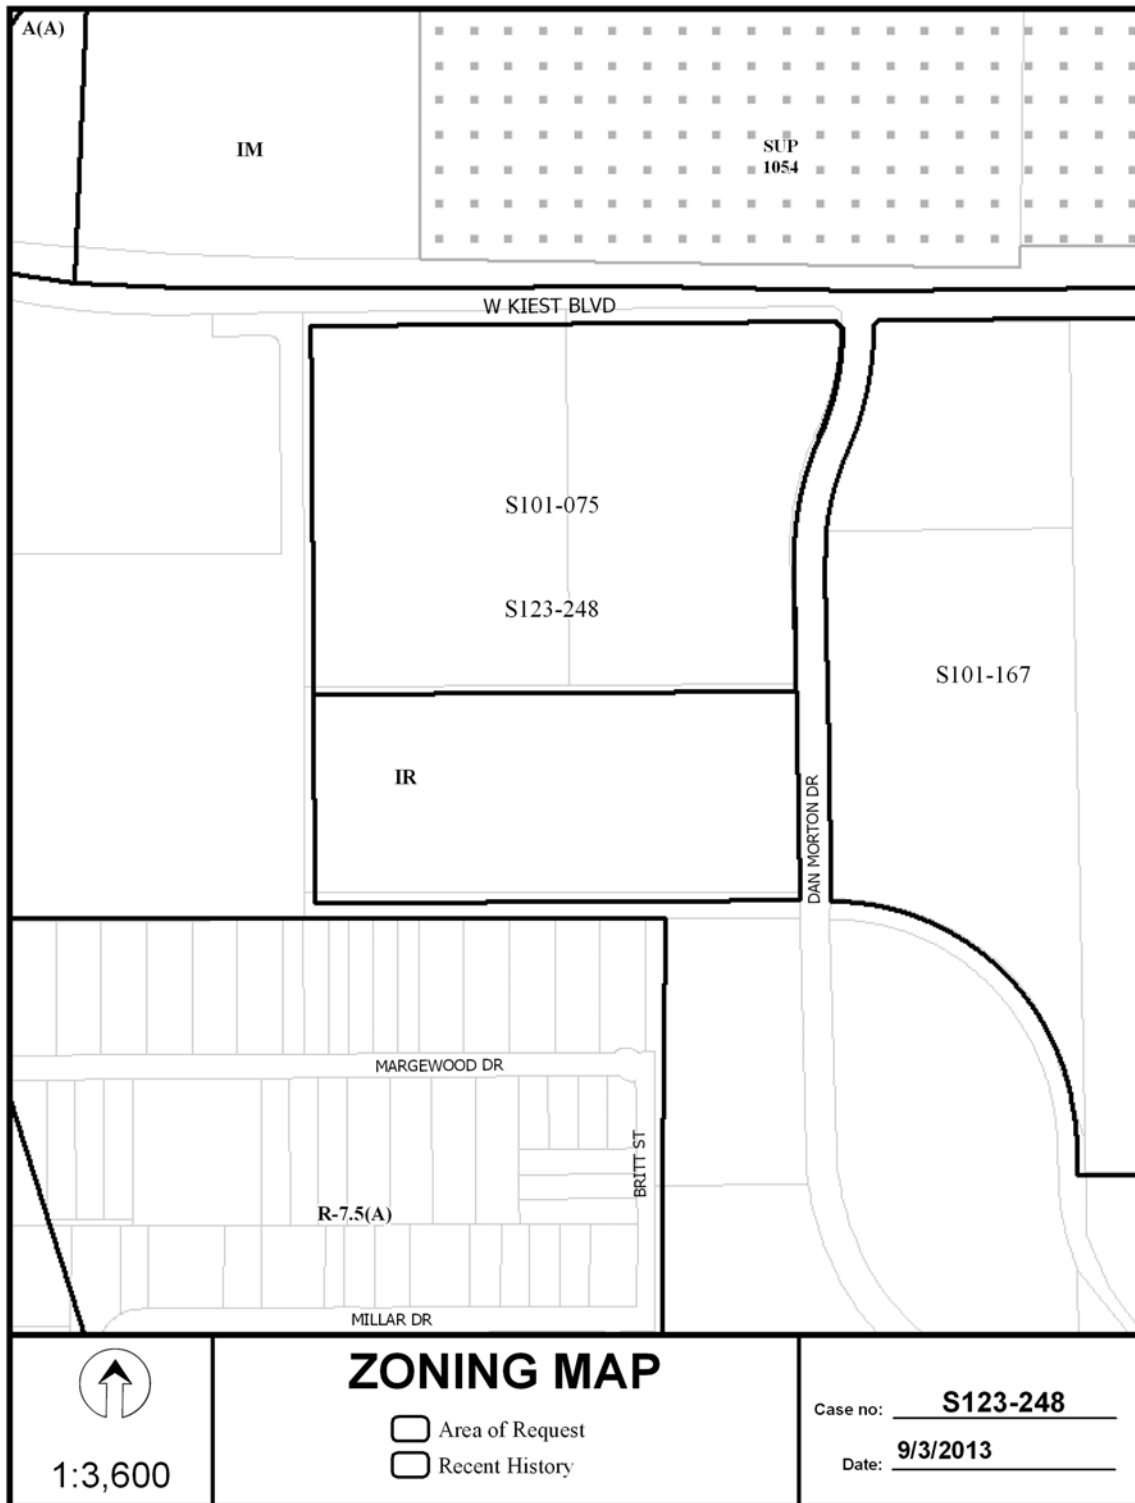 A(A)
IM
SUP
1054
W KIEST BLVD
S101-075
S123-248
S101-167
IR
DAN MORTON DR
MARGEWOOD DR
BRITT ST
R-7.5(A)
MILLAR DR
1:3,600
ZONING MAP
Area of Request
Recent History
Case no: S123-248
Date: 9/3/2013